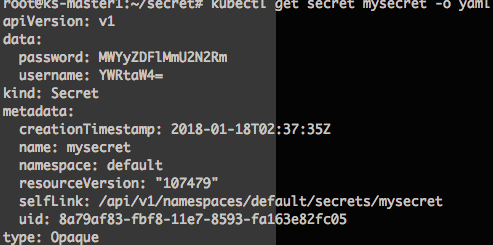 root@ks-master1:~/secret# kubectl get secret mysecret -o yaml
apiVersion: v1
data:
  password: MWYyZDFlMmU2N2Rm
  username: YWRtaW4=
kind: Secret
metadata:
  creationTimestamp: 2018-01-18T02:37:35Z
  name: mysecret
  namespace: default
  resourceVersion: "107479"
  selfLink: /api/v1/namespaces/default/secrets/mysecret
  uid: 8a79af83-fbf8-11e7-8593-fa163e82fc05
type: Opaque